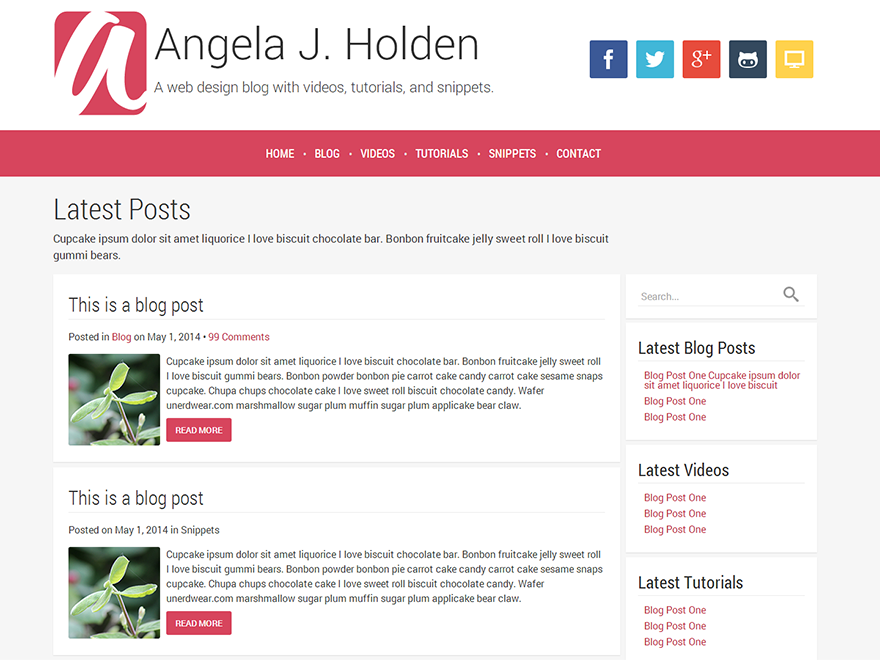 a
Angela J. Holden
A web design blog with videos, tutorials, and snippets.
f
g+
HOME • BLOG • VIDEOS • TUTORIALS • SNIPPETS • CONTACT
Latest Posts
Cupcake ipsum dolor sit amet liquorice I love biscuit chocolate bar. Bonbon fruitcake jelly sweet roll I love biscuit
gummi bears.
This is a blog post
Posted in Blog on May 1, 2014 • 99 Comments
Cupcake ipsum dolor sit amet liquorice I love biscuit chocolate bar. Bonbon fruitcake jelly sweet roll
I love biscuit gummi bears. Bonbon powder bonbon pie carrot cake candy carrot cake sesame snaps
cupcake. Chupa chups chocolate cake I love sweet roll biscuit chocolate candy. Wafer
unerdwear.com marshmallow sugar plum muffin sugar plum applicake bear claw.
READ MORE
This is a blog post
Posted on May 1, 2014 in Snippets
Cupcake ipsum dolor sit amet liquorice I love biscuit chocolate bar. Bonbon fruitcake jelly sweet roll
I love biscuit gummi bears. Bonbon powder bonbon pie carrot cake candy carrot cake sesame snaps
cupcake. Chupa chups chocolate cake I love sweet roll biscuit chocolate candy. Wafer
unerdwear.com marshmallow sugar plum muffin sugar plum applicake bear claw.
READ MORE
Search...
Latest Blog Posts
Blog Post One Cupcake ipsum dolor
sit amet liquorice I love biscuit
Blog Post One
Blog Post One
Latest Videos
Blog Post One
Blog Post One
Blog Post One
Latest Tutorials
Blog Post One
Blog Post One
Blog Post One